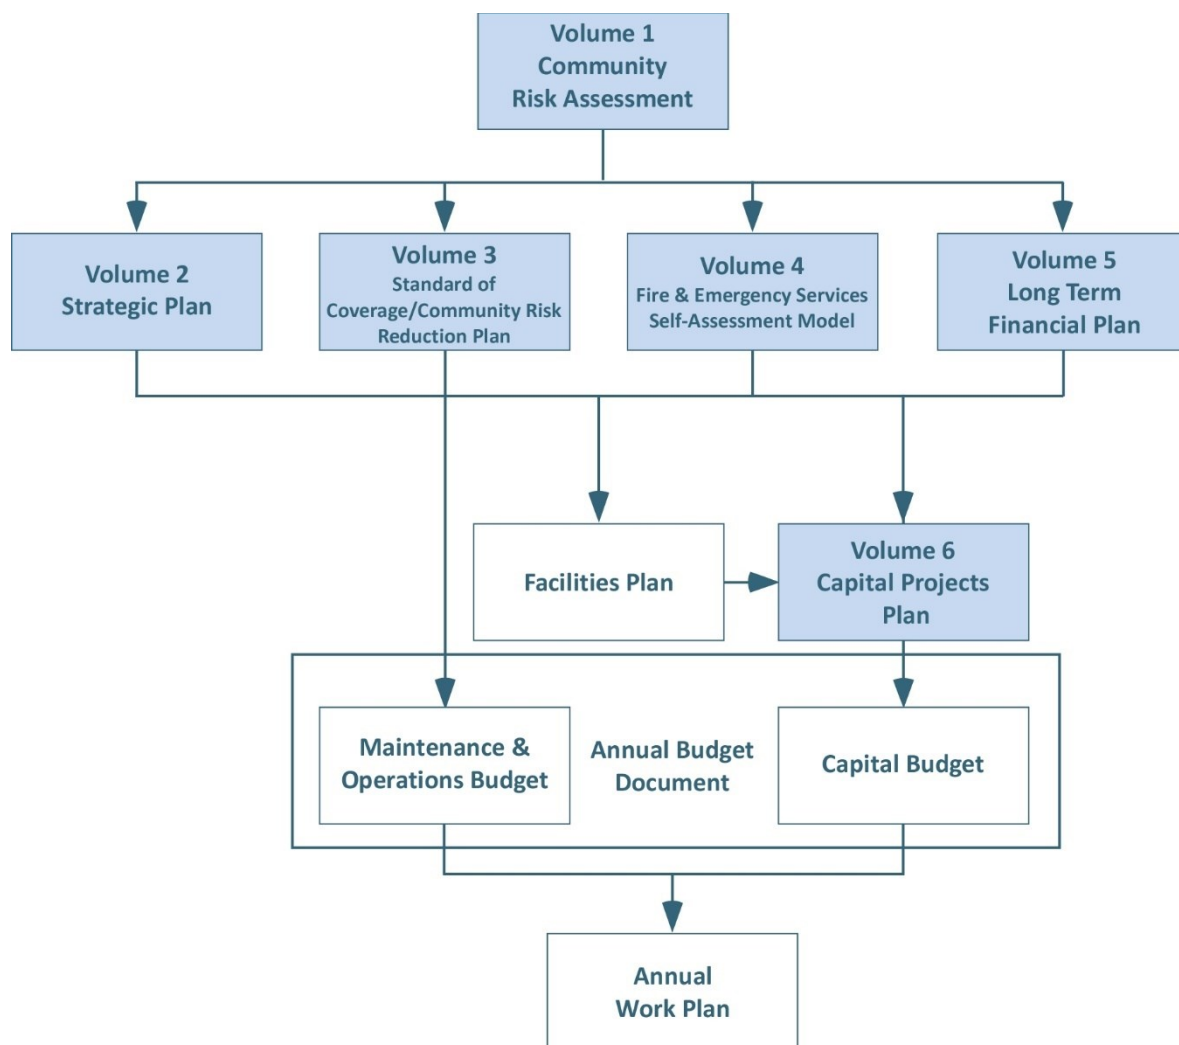 Volume 1
Community
Risk Assessment
Volume 2
Strategic Plan
Volume 3
Standard of
Coverage/Community Risk
Reduction Plan
Volume 4
Fire & Emergency Services
Self-Assessment Model
Volume 5
Long Term
Financial Plan
Facilities Plan
Volume 6
Capital Projects
Plan
Maintenance &
Operations Budget
Annual Budget
Document
Capital Budget
Annual
Work Plan